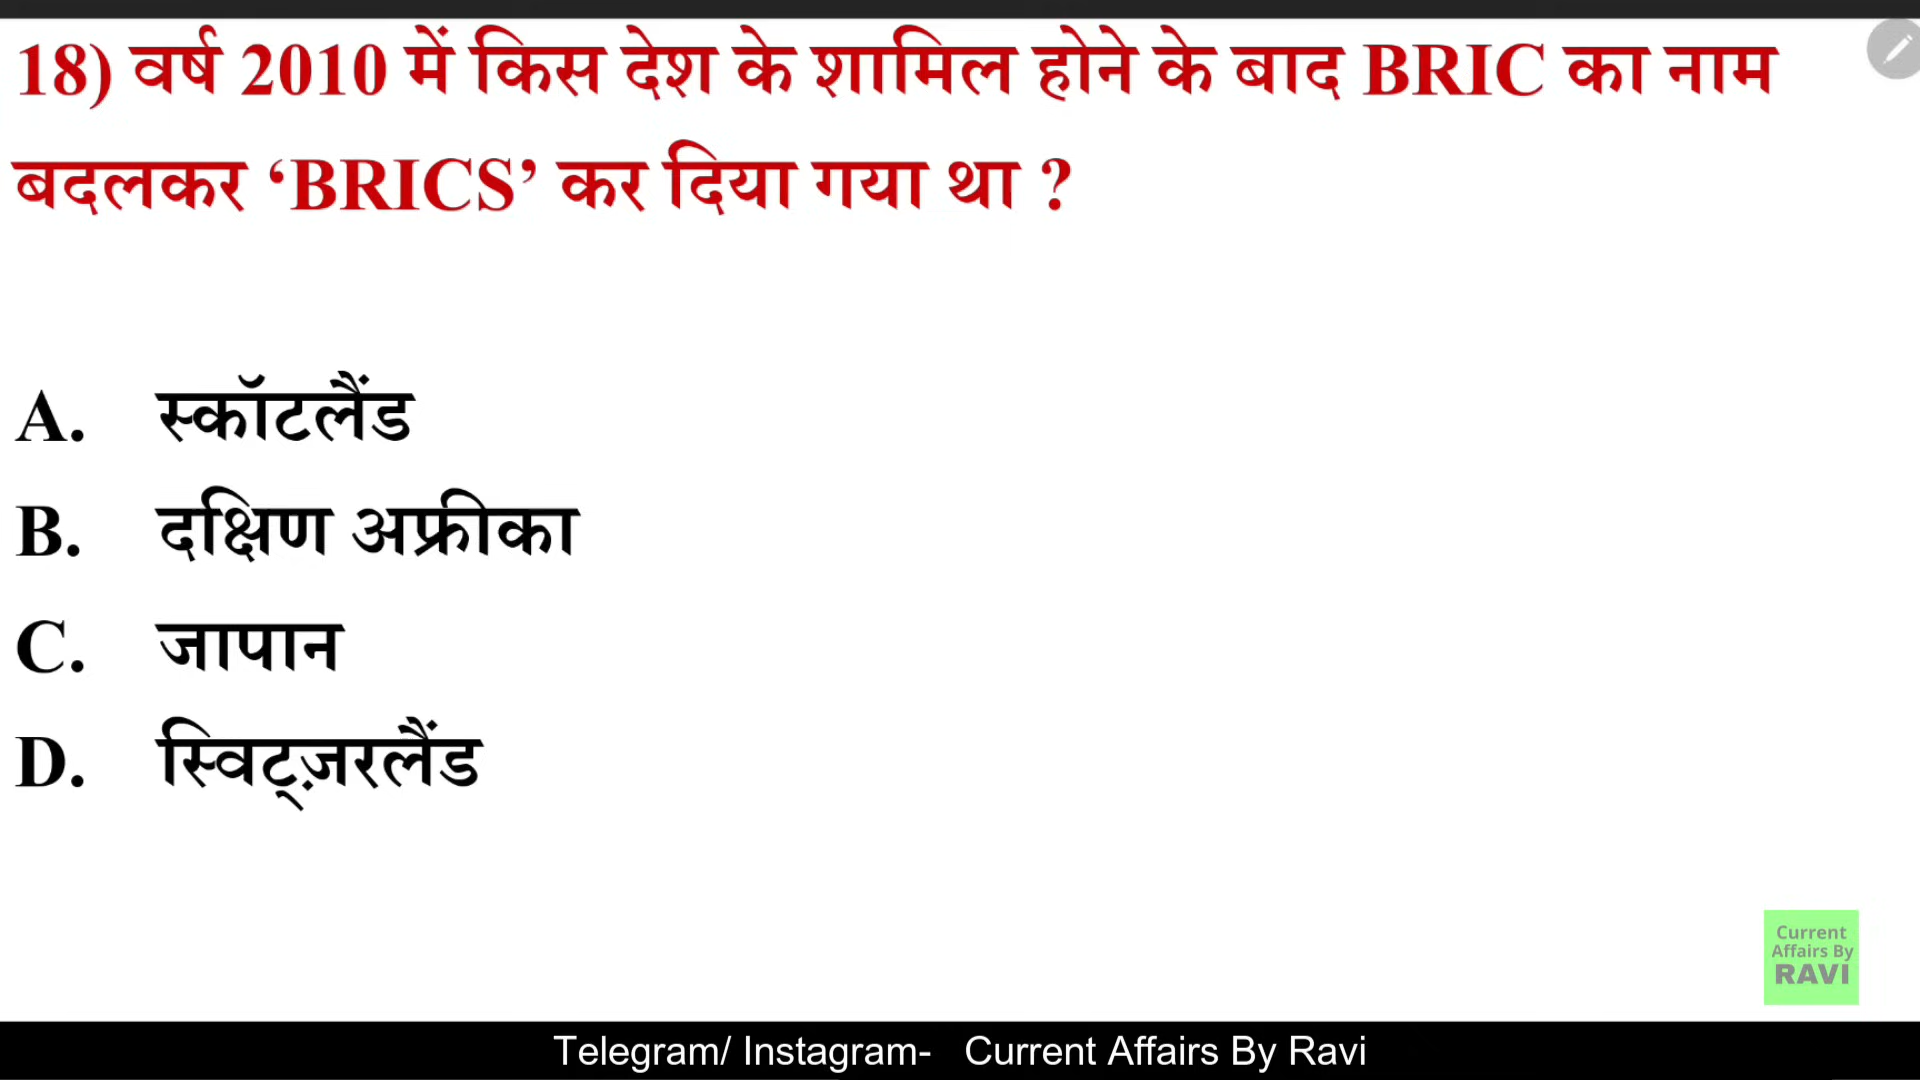 18) वर्ष 2010 में किस देश के शामिल होने के बाद BRIC का नाम
बदलकर ‘BRICS’ कर दिया गया था ?
A. स्कॉटलैंड
B. दक्षिण अफ्रीका
C. जापान
D. स्विट्ज़रलैंड
Current
Affairs By
RAVI
Telegram/ Instagram- Current Affairs By Ravi